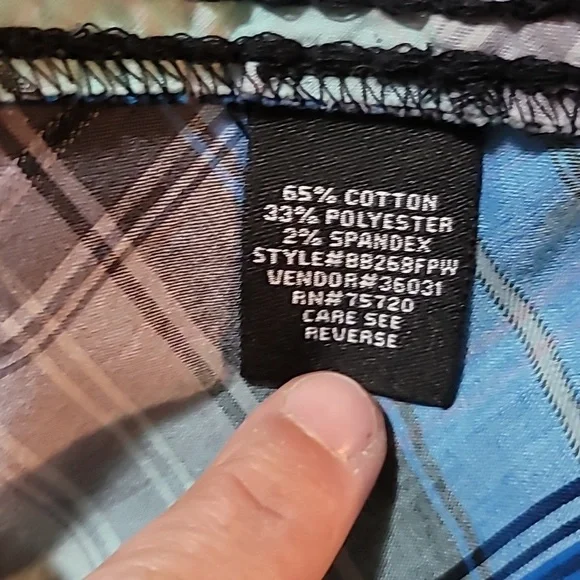 65% COTTON
33% POLYESTER
2% SPANDEX
STYLE#BB268FPW
VENDOR#36031
RN#75720
CARE SEE
REVERSE